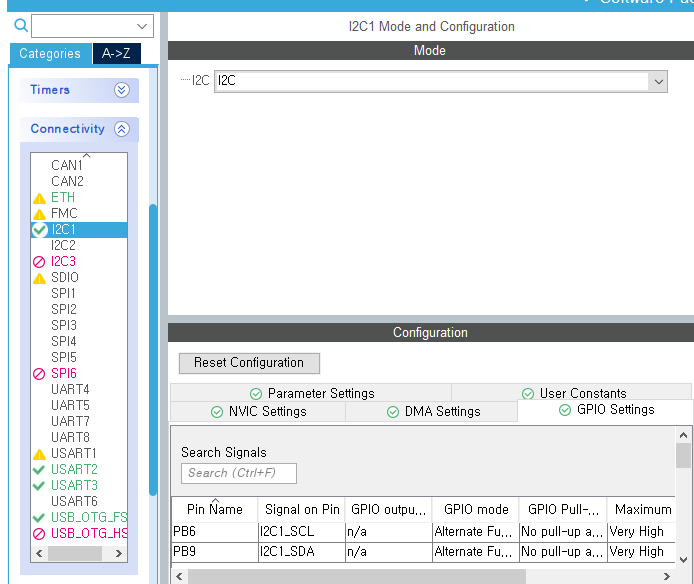 I2C1 Mode and Configuration
Categories
A->Z
Mode
I2C
I2C
Timers
Connectivity
CAN1
CAN2
ETH
FMC
I2C1
I2C2
I2C3
SDIO
SPI1
SPI2
SPI3
SPI4
SPI5
SPI6
UART4
UART5
UART7
UART8
USART1
USART2
USART3
USART6
USB_OTG_FS
USB_OTG_HS
Configuration
Reset Configuration
Parameter Settings
User Constants
NVIC Settings
DMA Settings
GPIO Settings
Search Signals
Search (Ctrl+F)
Pin Name Signal on Pin GPIO outpu... GPIO mode GPIO Pull-... Maximum
PB6 I2C1_SCL n/a Alternate Fu... No pull-up a... Very High
PB9 I2C1_SDA n/a Alternate Fu... No pull-up a... Very High